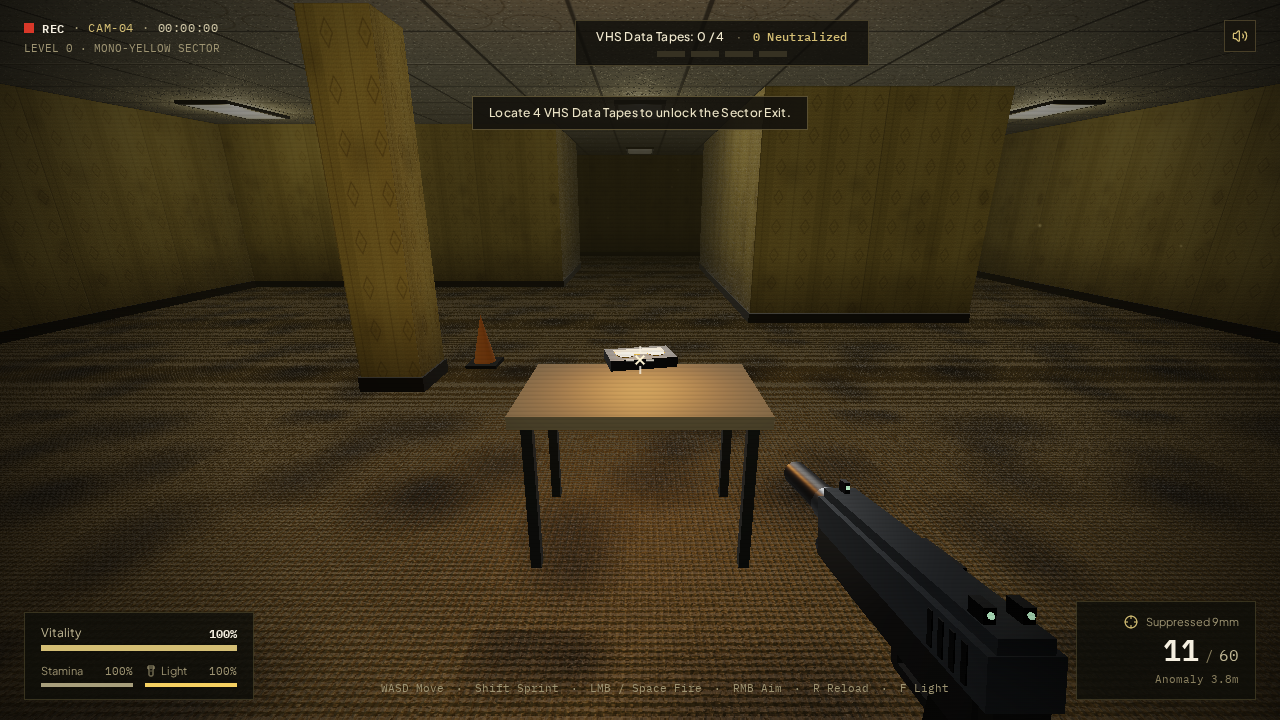 REC · CAM-04 · 00:00:00
LEVEL 0 · MONO-YELLOW SECTOR
VHS Data Tapes: 0 / 4 · 0 Neutralized
Locate 4 VHS Data Tapes to unlock the Sector Exit.
Vitality 100%
Stamina 100% Light 100%
WASD Move · Shift Sprint · LMB / Space Fire · RMB Aim · R Reload · F Light
Suppressed 9mm
11 / 60
Anomaly 3.8m